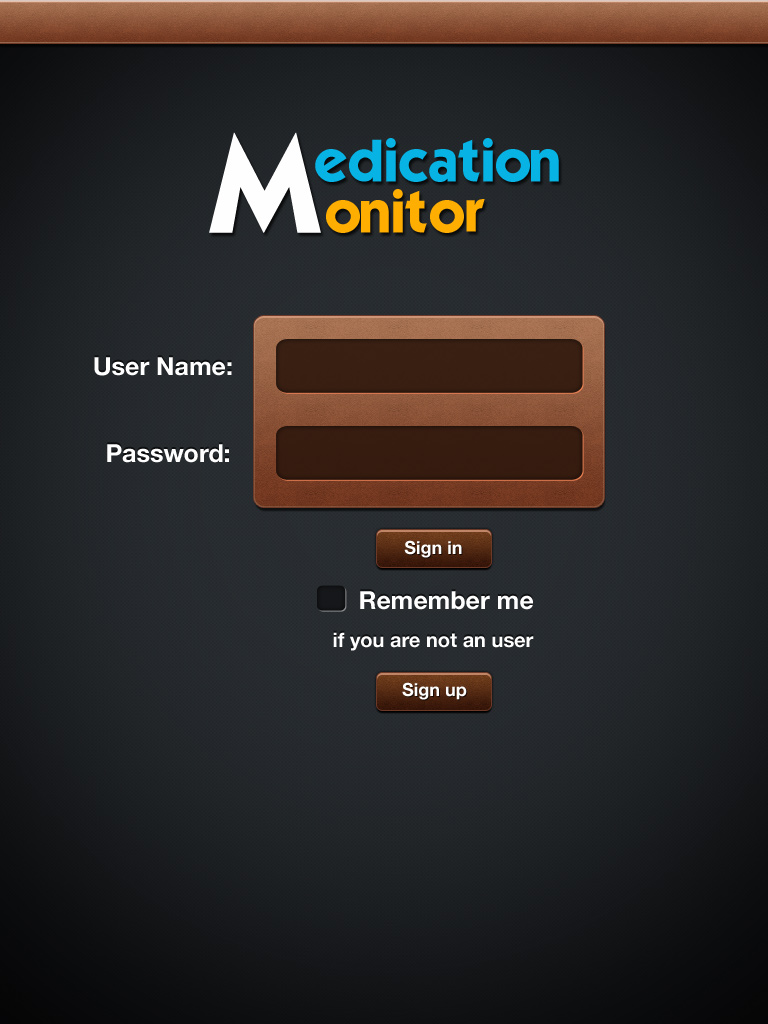 Medication
Monitor
User Name:
Password:
Sign in
Remember me
if you are not an user
Sign up